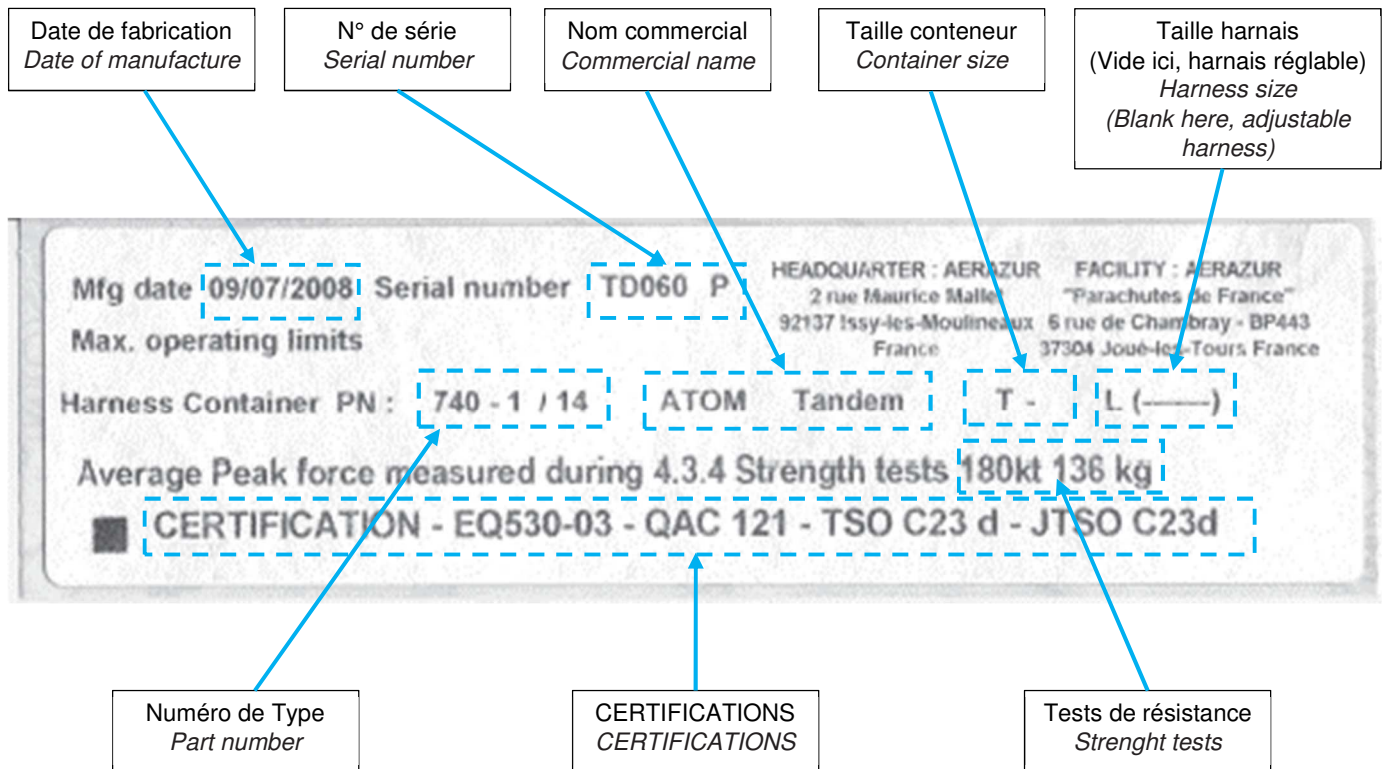 Date de fabrication
Date of manufacture
N° de série
Serial number
Nom commercial
Commercial name
Taille conteneur
Container size
Taille harnais
(Vide ici, harnais réglable)
Harness size
(Blank here, adjustable
harness)
Mfg date 09/07/2008 Serial number TD060 P
Max. operating limits
HEADQUARTER : AERAZUR
2 rue Maurice Mallet
92137 Issy-les-Moulineaux
France
FACILITY : AERAZUR
"Parachutes de France"
6 rue de Chambray - BP443
37304 Joué-les-Tours France
Harness Container PN : 740 - 1 / 14 ATOM Tandem T - L (-------)
Average Peak force measured during 4.3.4 Strength tests 180kt 136 kg
CERTIFICATION - EQ530-03 - QAC 121 - TSO C23 d - JTSO C23d
Numéro de Type
Part number
CERTIFICATIONS
CERTIFICATIONS
Tests de résistance
Strenght tests